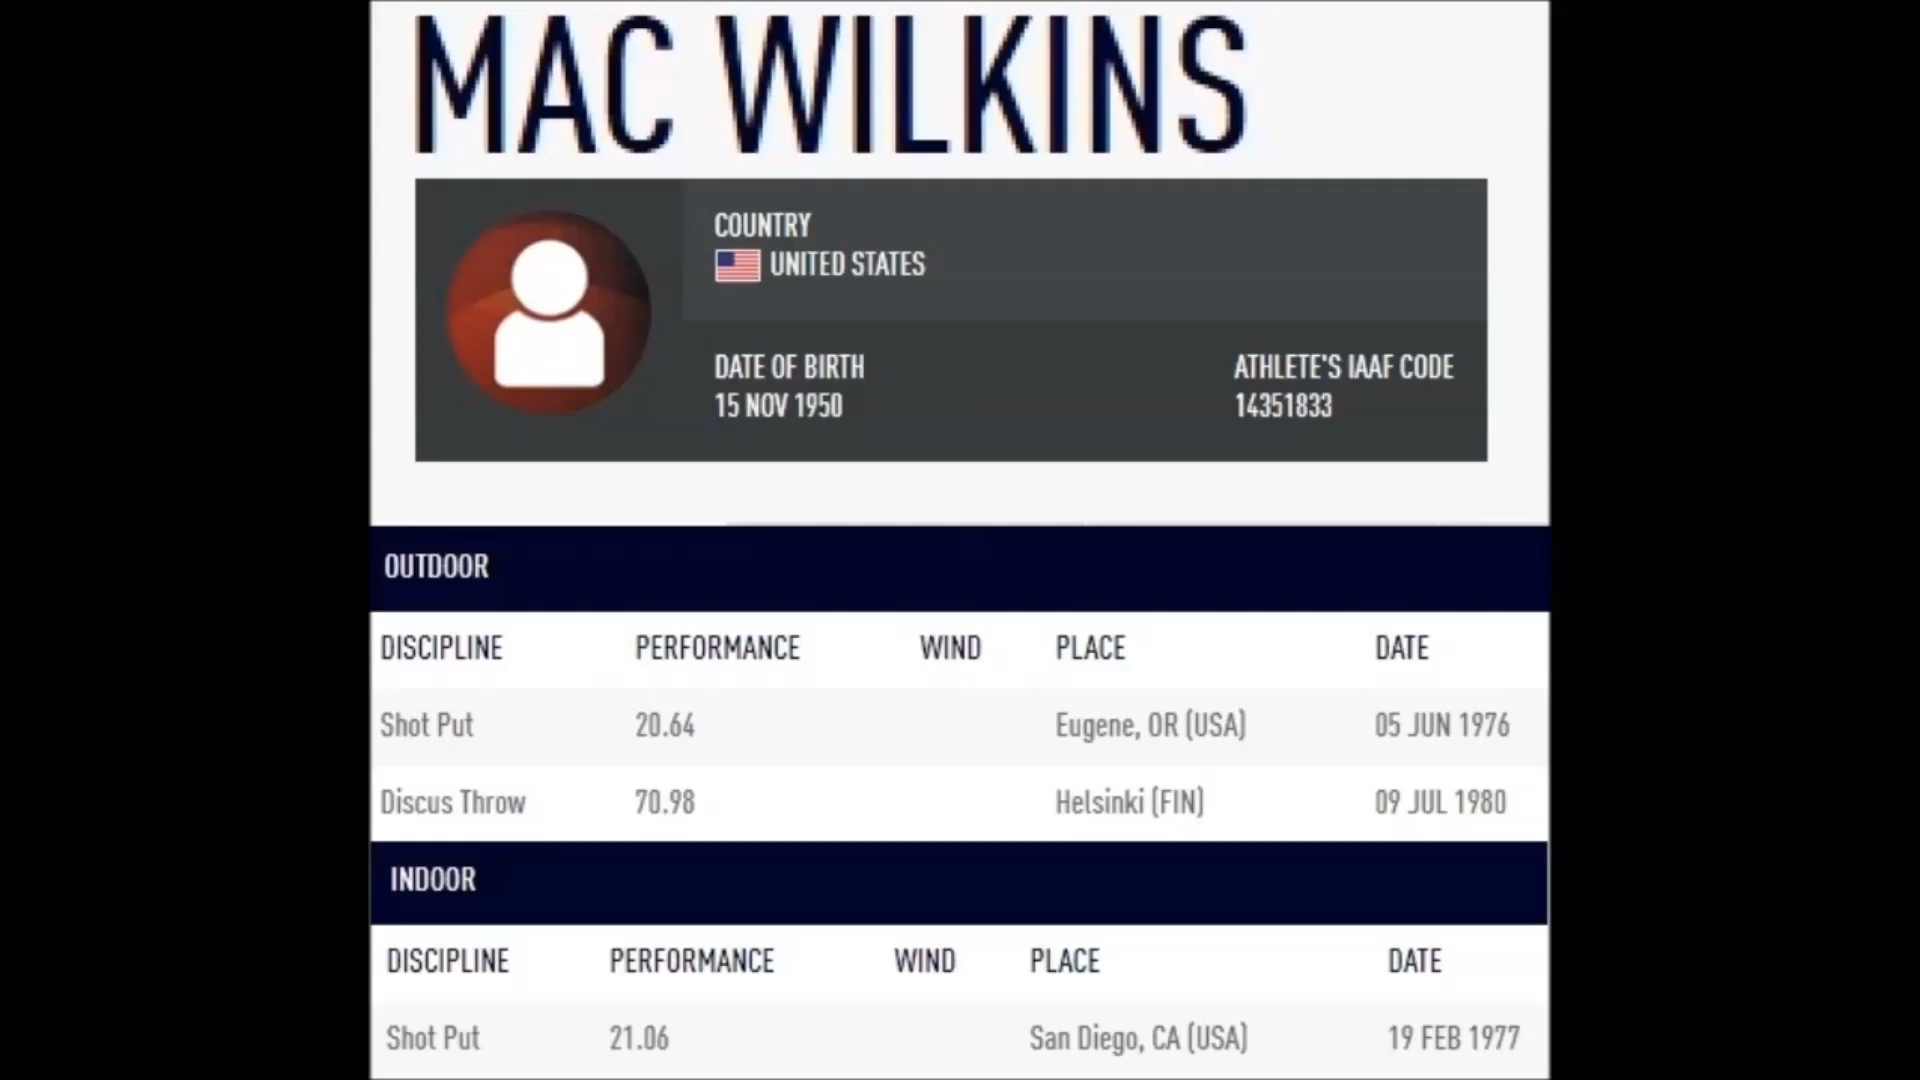 MAC WILKINS
COUNTRY
UNITED STATES
DATE OF BIRTH ATHLETE'S IAAF CODE
15 NOV 1950 14351833
OUTDOOR
DISCIPLINE PERFORMANCE WIND PLACE DATE
Shot Put 20.64 Eugene, OR (USA) 05 JUN 1976
Discus Throw 70.98 Helsinki (FIN) 09 JUL 1980
INDOOR
DISCIPLINE PERFORMANCE WIND PLACE DATE
Shot Put 21.06 San Diego, CA (USA) 19 FEB 1977